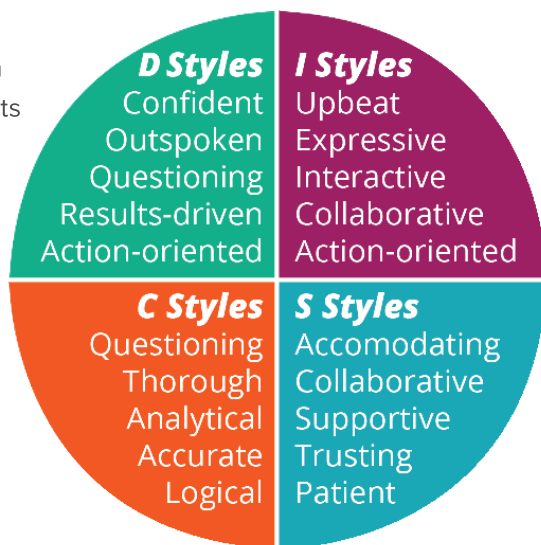 D Styles
Confident
Outspoken
Questioning
Results-driven
Action-oriented
I Styles
Upbeat
Expressive
Interactive
Collaborative
Action-oriented
C Styles
Questioning
Thorough
Analytical
Accurate
Logical
S Styles
Accomodating
Collaborative
Supportive
Trusting
Patient